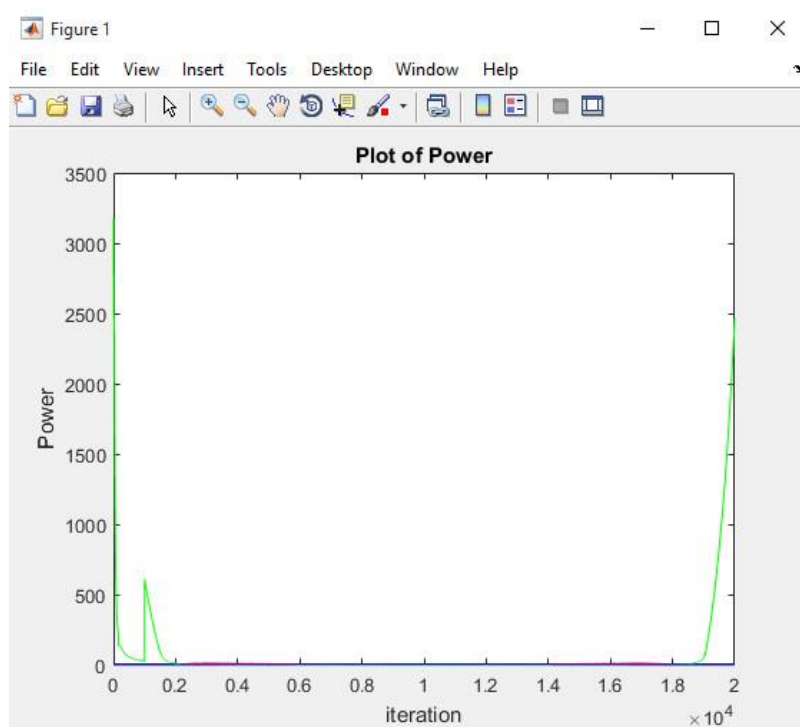 Figure 1
File Edit View Insert Tools Desktop Window Help
Plot of Power
3500
3000
2500
2000
1500
1000
500
0
Power
0 0.2 0.4 0.6 0.8 1 1.2 1.4 1.6 1.8 2
iteration
×10⁴